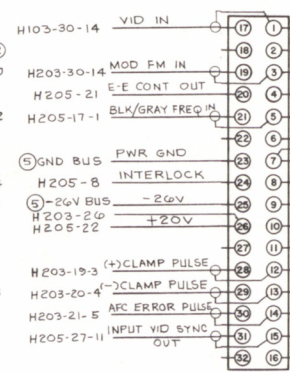 H103-30-14 VID IN 17 1
18 2
H203-30-14 MOD FM IN 19 3
H205-21 E-E CONT OUT 20 4
H205-17-1 BLK/GRAY FREQ IN 21 5
22 6
5 GND BUS PWR GND 23 7
H205-8 INTERLOCK 24 8
5 -26V BUS -26V 25 9
H203-26
H205-22 +20V 26 10
27 11
H203-19-3 (+)CLAMP PULSE 28 12
H203-20-4 (-)CLAMP PULSE 29 13
H203-21-5 AFC ERROR PULSE 30 14
H205-27-11 INPUT VID SYNC OUT 31 15
32 16